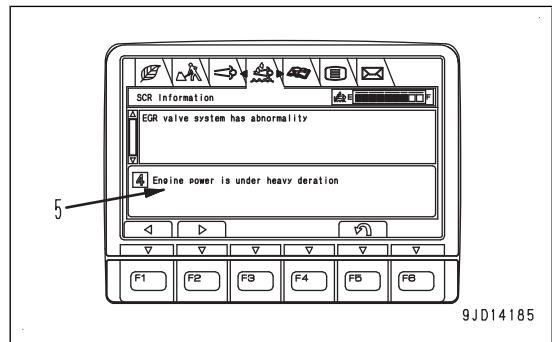 SCR Information
E F
EGR valve system has abnormality
4 Engine power is under heavy deration
5
F1 F2 F3 F4 F5 F6
9JD14185